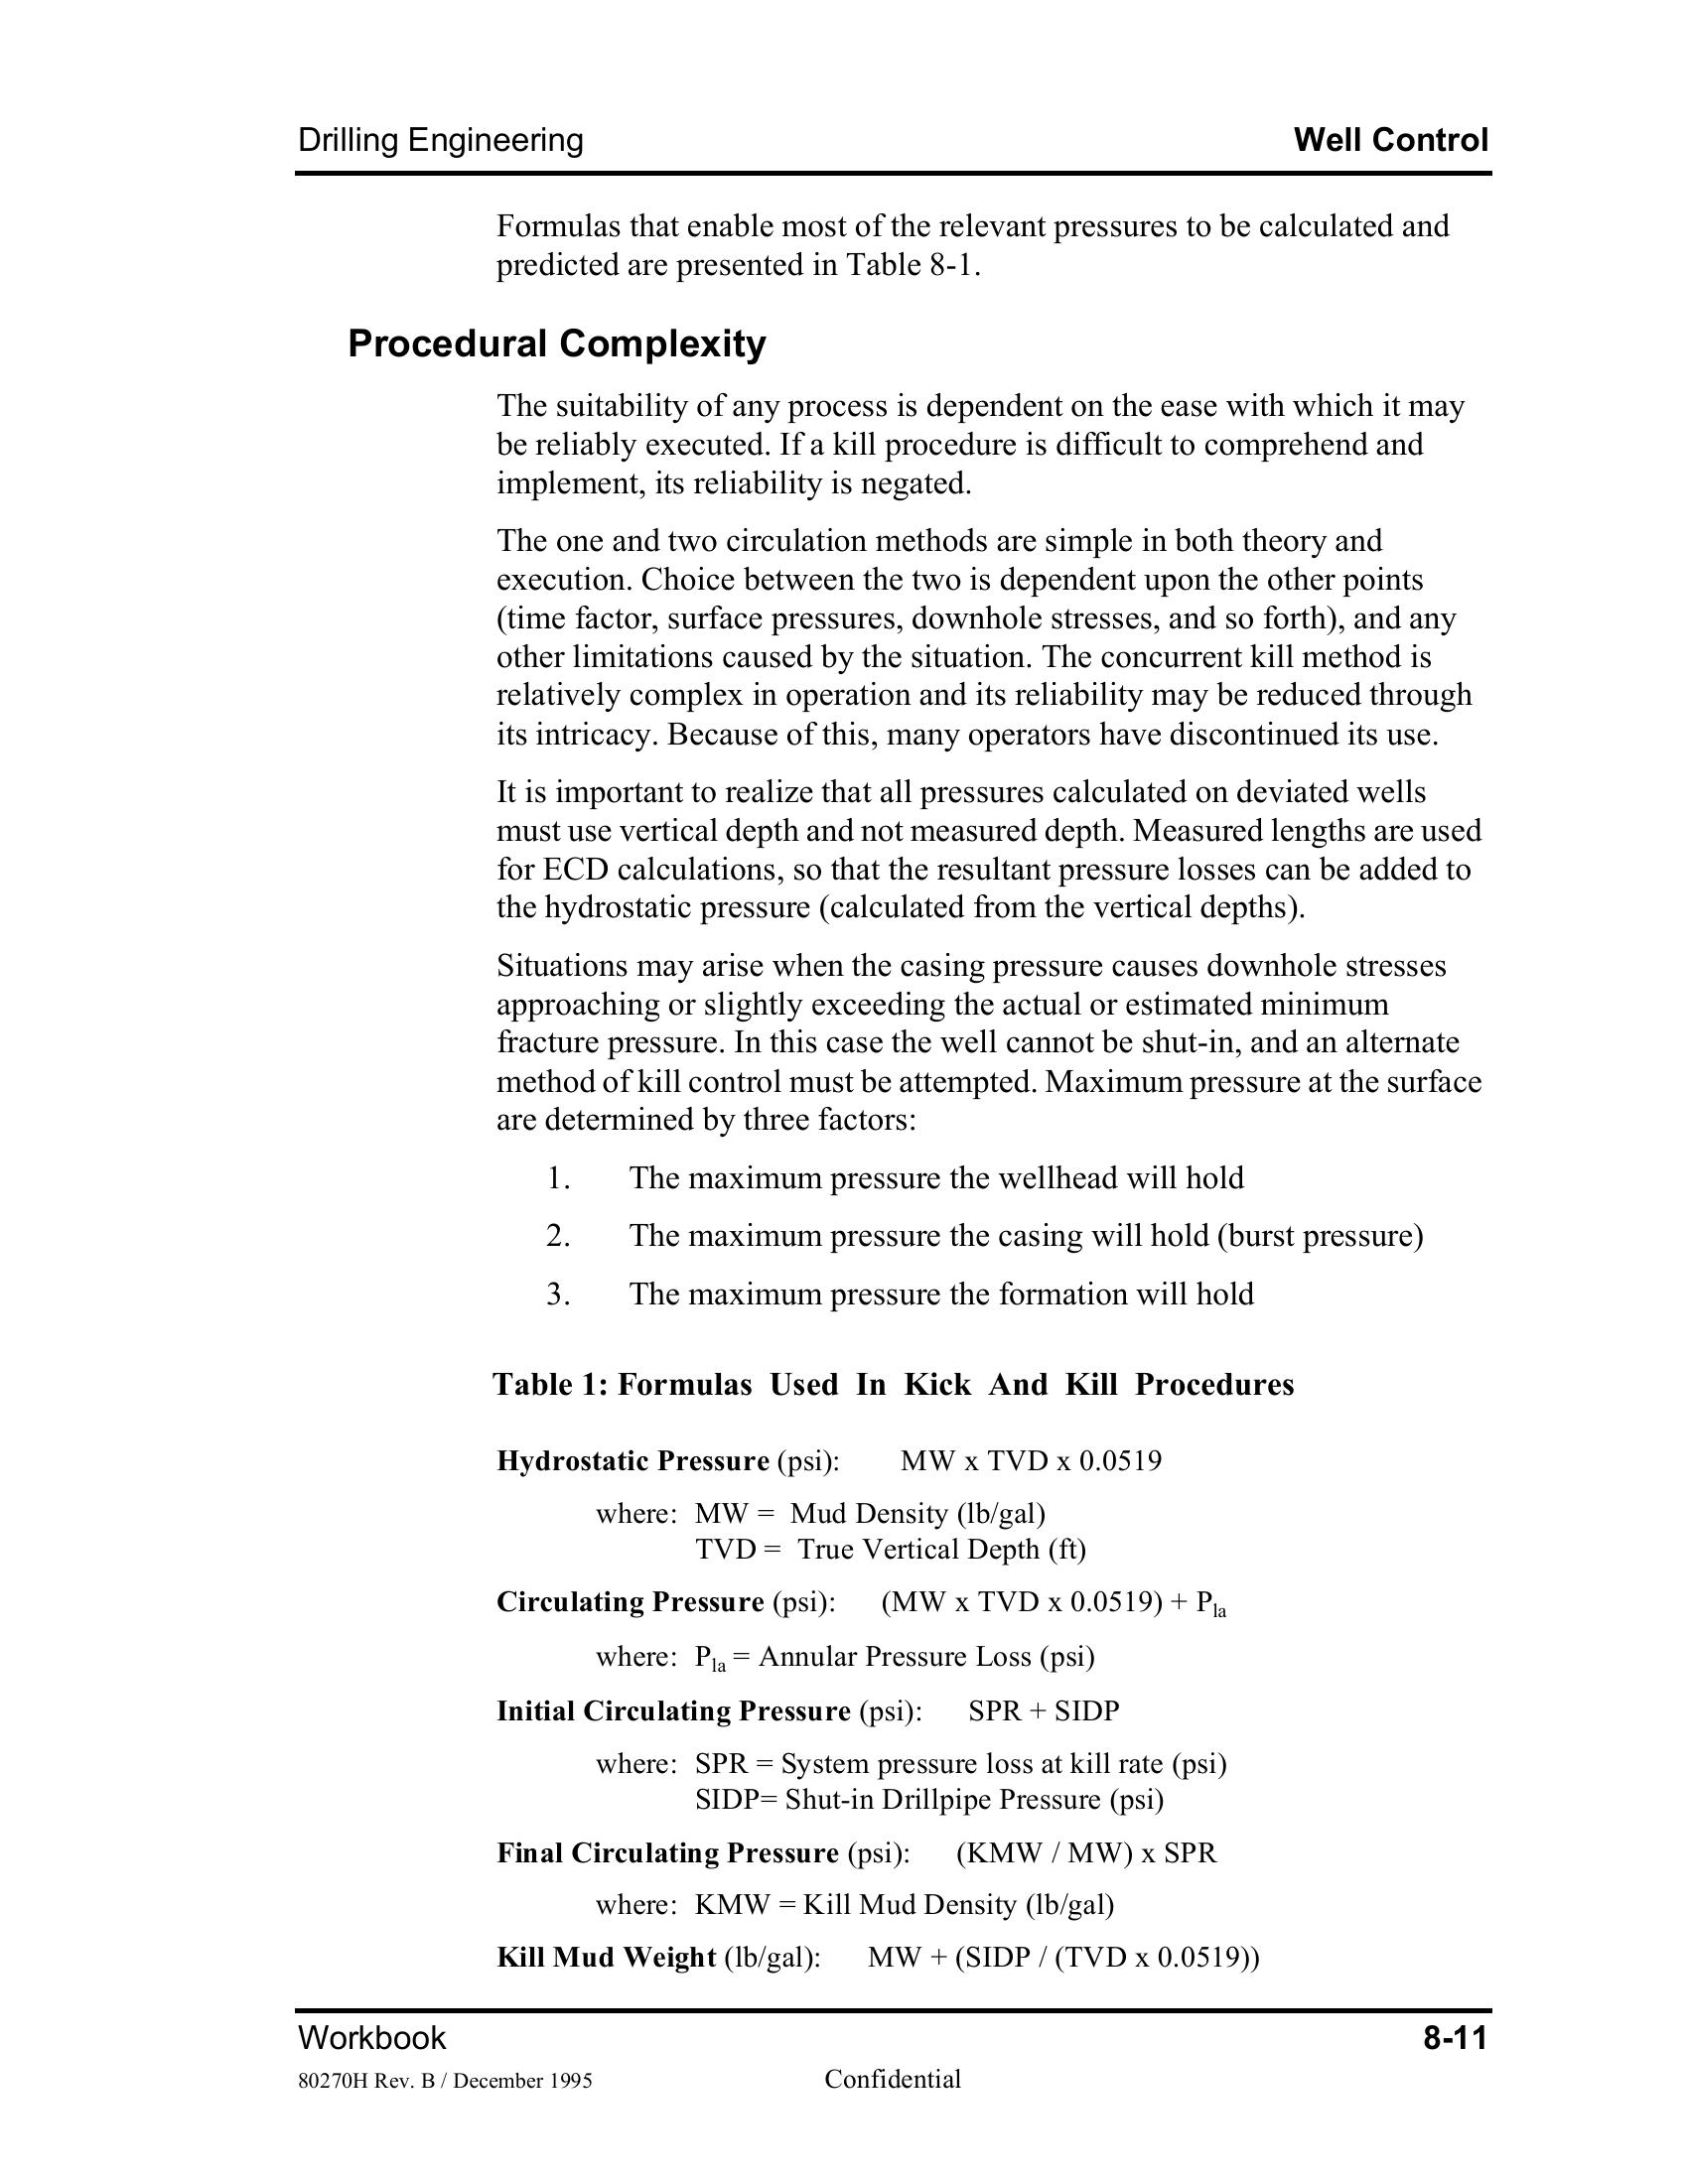 Drilling Engineering Well Control
Formulas that enable most of the relevant pressures to be calculated and
predicted are presented in Table 8-1.
Procedural Complexity
The suitability of any process is dependent on the ease with which it may
be reliably executed. If a kill procedure is difficult to comprehend and
implement, its reliability is negated.
The one and two circulation methods are simple in both theory and
execution. Choice between the two is dependent upon the other points
(time factor, surface pressures, downhole stresses, and so forth), and any
other limitations caused by the situation. The concurrent kill method is
relatively complex in operation and its reliability may be reduced through
its intricacy. Because of this, many operators have discontinued its use.
It is important to realize that all pressures calculated on deviated wells
must use vertical depth and not measured depth. Measured lengths are used
for ECD calculations, so that the resultant pressure losses can be added to
the hydrostatic pressure (calculated from the vertical depths).
Situations may arise when the casing pressure causes downhole stresses
approaching or slightly exceeding the actual or estimated minimum
fracture pressure. In this case the well cannot be shut-in, and an alternate
method of kill control must be attempted. Maximum pressure at the surface
are determined by three factors:
1. The maximum pressure the wellhead will hold
2. The maximum pressure the casing will hold (burst pressure)
3. The maximum pressure the formation will hold
Table 1: Formulas Used In Kick And Kill Procedures
Hydrostatic Pressure (psi): MW x TVD x 0.0519
where: MW = Mud Density (lb/gal)
TVD = True Vertical Depth (ft)
Circulating Pressure (psi): (MW x TVD x 0.0519) + Pla
where: Pla = Annular Pressure Loss (psi)
Initial Circulating Pressure (psi): SPR + SIDP
where: SPR = System pressure loss at kill rate (psi)
SIDP= Shut-in Drillpipe Pressure (psi)
Final Circulating Pressure (psi): (KMW / MW) x SPR
where: KMW = Kill Mud Density (lb/gal)
Kill Mud Weight (lb/gal): MW + (SIDP / (TVD x 0.0519))
Workbook 8-11
80270H Rev. B / December 1995 Confidential